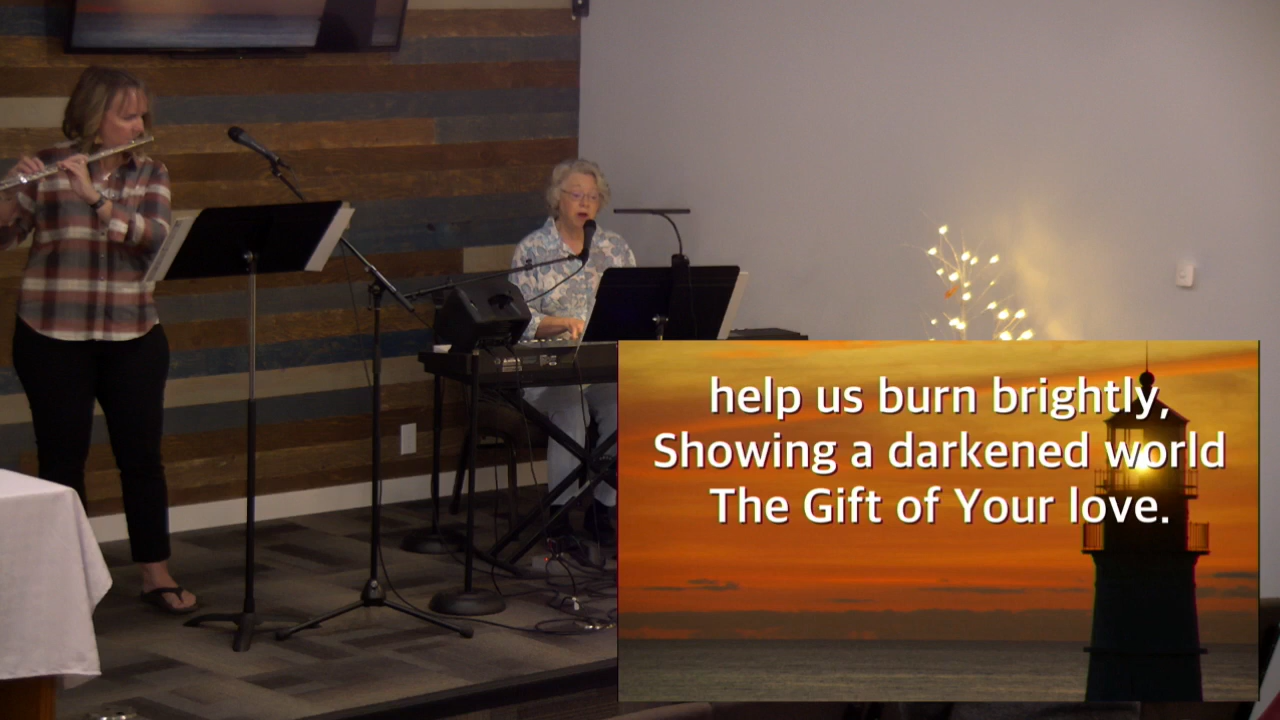 help us burn brightly,
Showing a darkened world
The Gift of Your love.